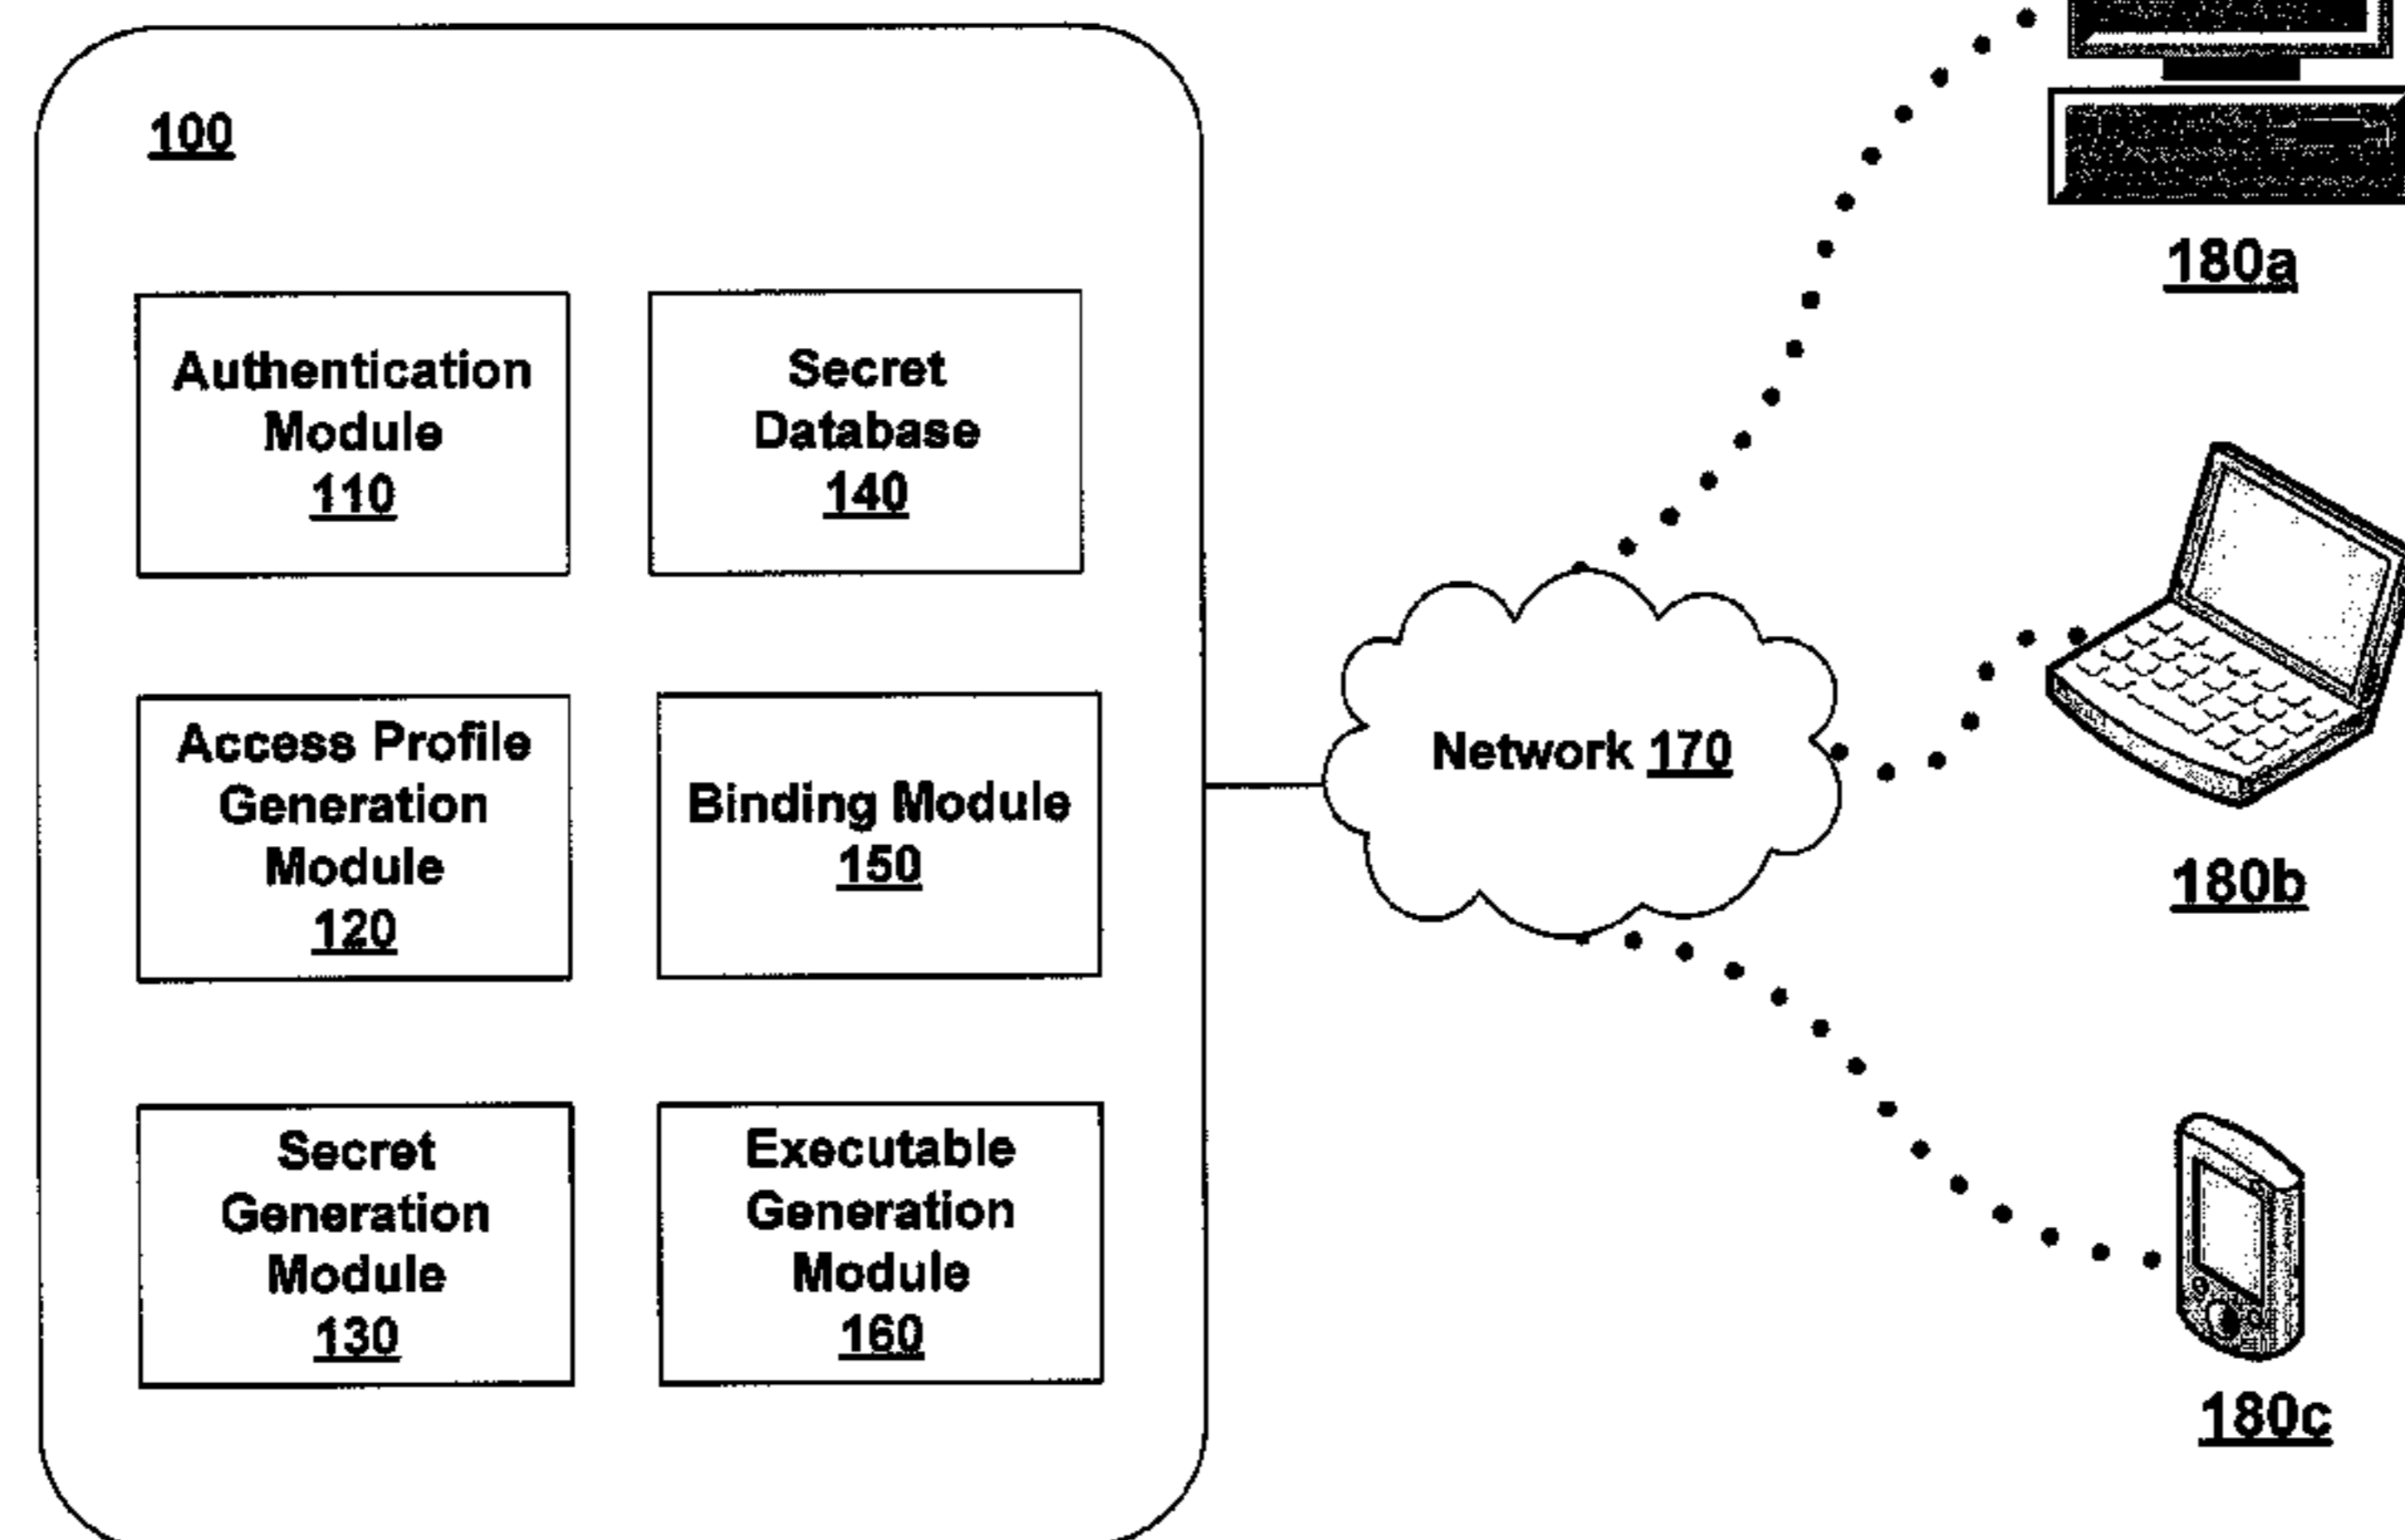 100
Authentication
Module
110
Secret
Database
140
Access Profile
Generation
Module
120
Binding Module
150
Secret
Generation
Module
130
Executable
Generation
Module
160
Network 170
180a
180b
180c